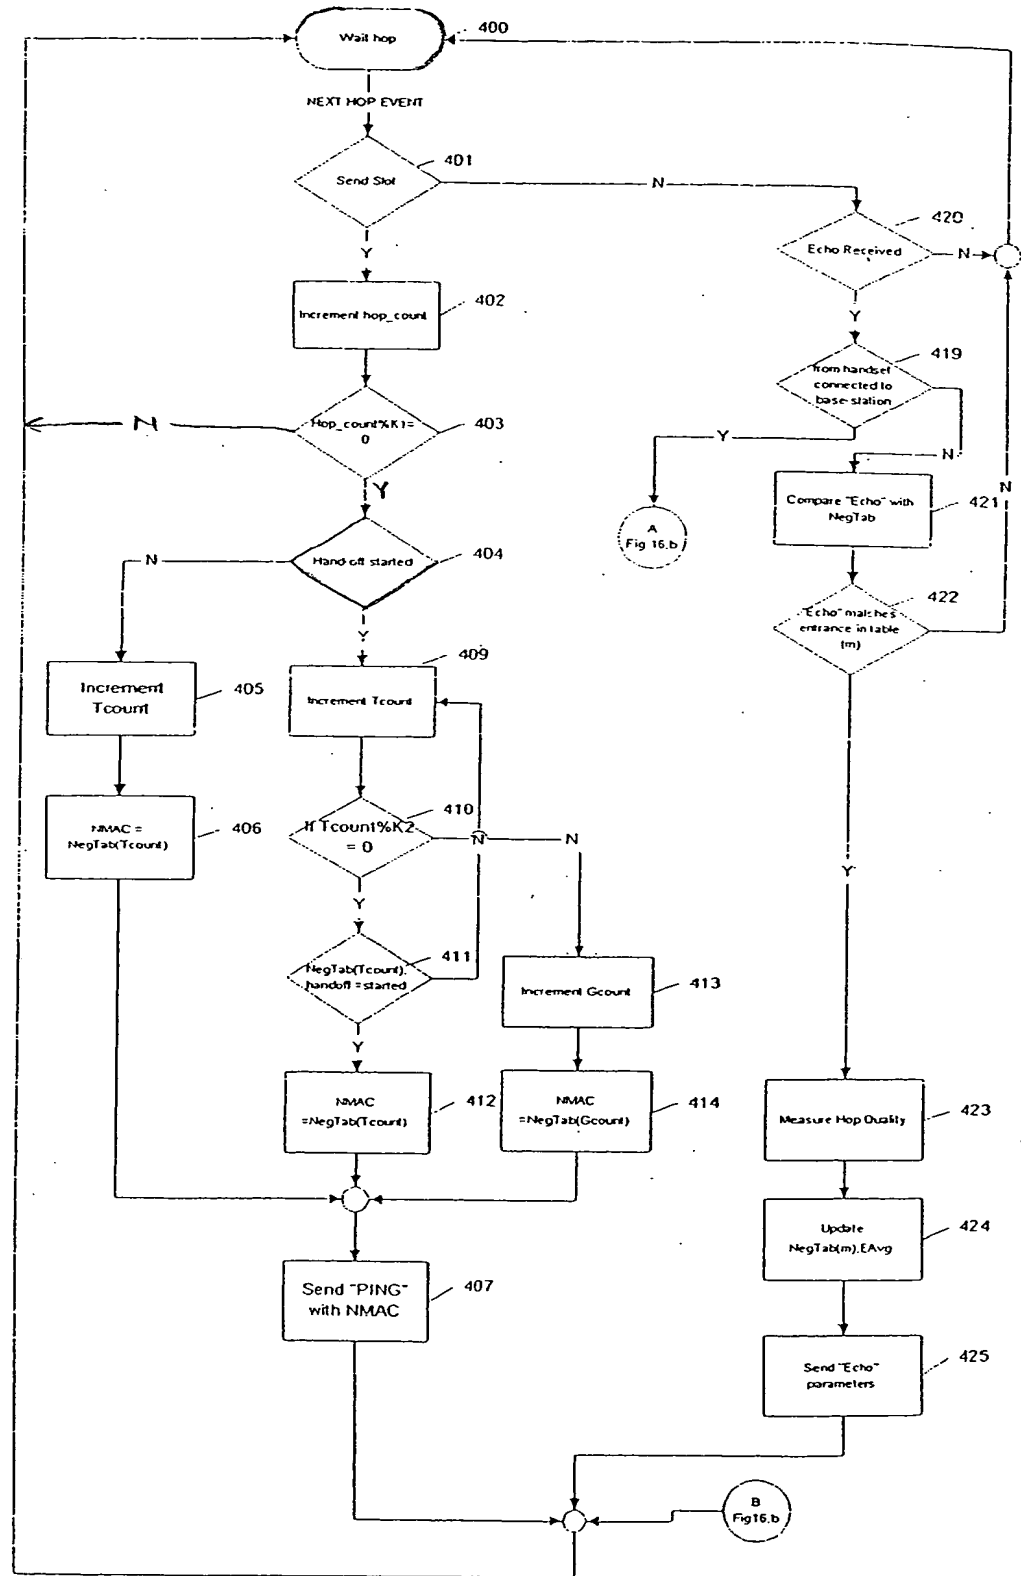 Wait hop
400
NEXT HOP EVENT
Send Slot
401
N
Y
Echo Received
420
N
Y
Increment hop_count
402
from handset
connected to
base-station
419
Y
N
Hop_count%K1=
0
403
N
Y
A
Fig 16,b
Compare "Echo" with
NegTab
421
N
Hand-off started
404
N
Y
"Echo" matches
entrance in table
(m)
422
Y
Increment
Tcount
405
Increment Tcount
409
NMAC =
NegTab(Tcount)
406
If Tcount%K2
= 0
410
N
N
Y
NegTab(Tcount).
handoff =started
411
Y
Increment Gcount
413
NMAC
=NegTab(Tcount)
412
NMAC
=NegTab(Gcount)
414
Measure Hop Quality
423
Update
NegTab(m).EAvg
424
Send "PING"
with NMAC
407
Send "Echo"
parameters
425
B
Fig16,b